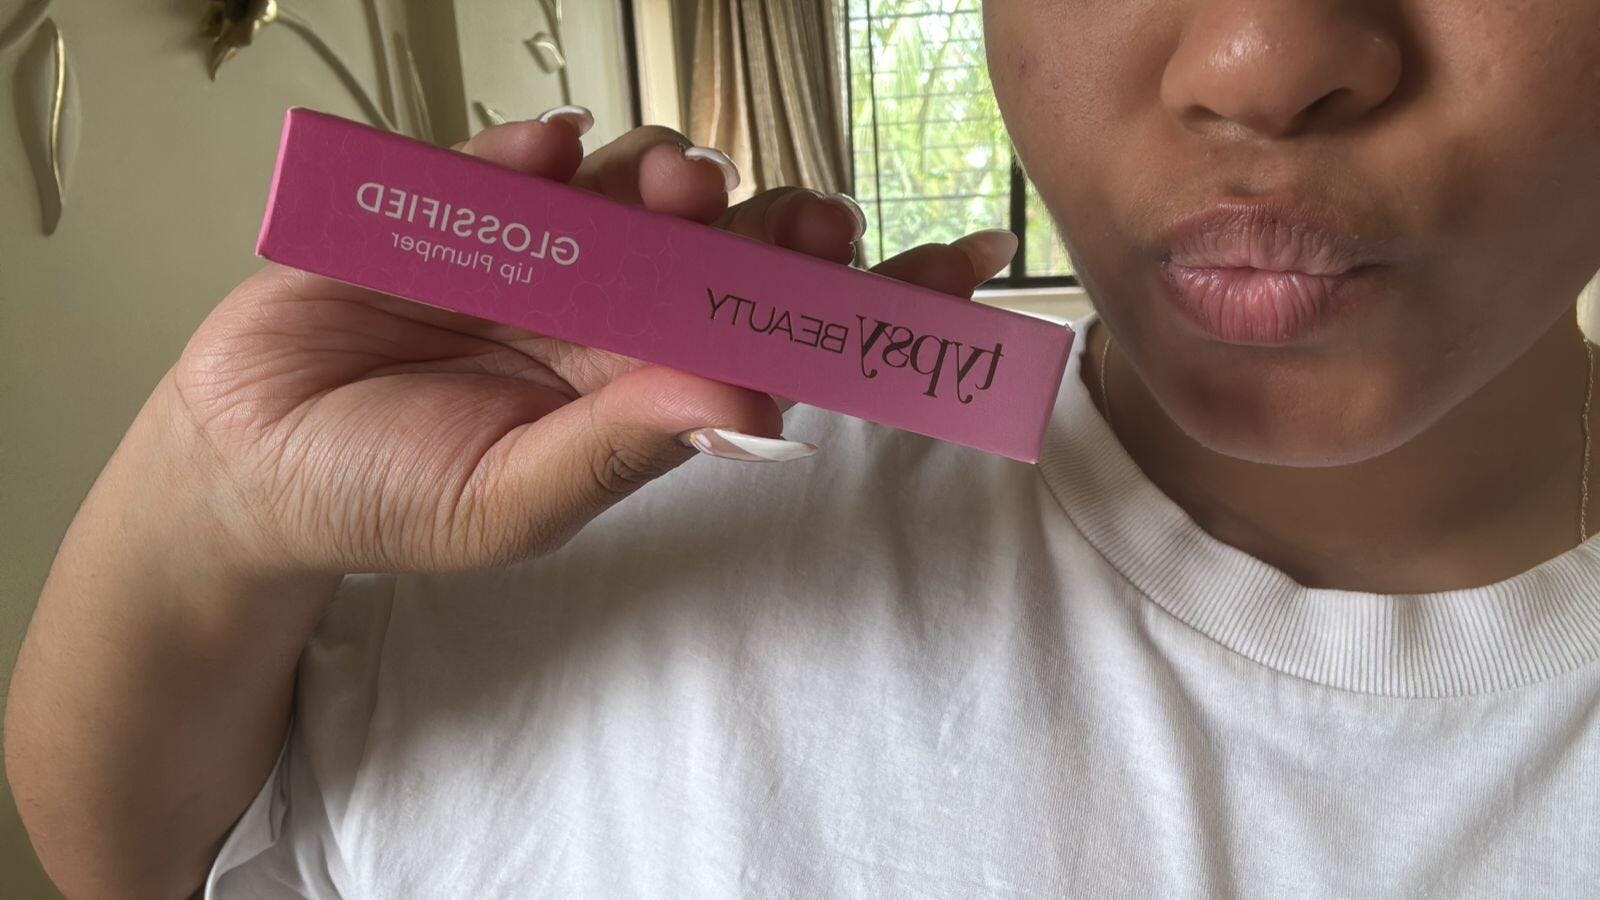 typsy BEAUTY
GLOSSIFIED
Lip Plumper